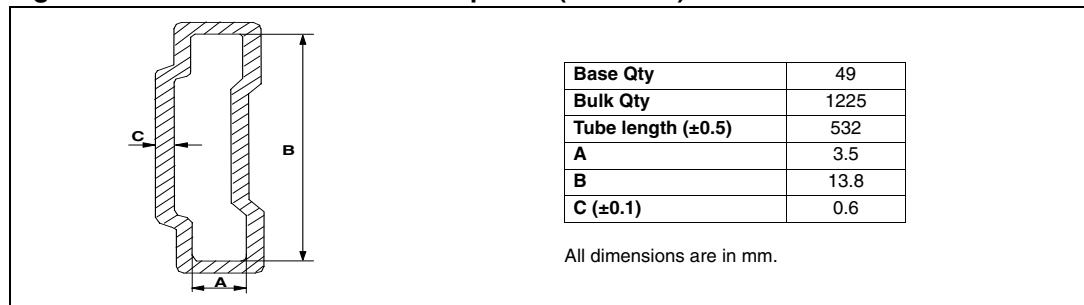 C
B
A
Base Qty 49
Bulk Qty 1225
Tube length (±0.5) 532
A 3.5
B 13.8
C (±0.1) 0.6
All dimensions are in mm.